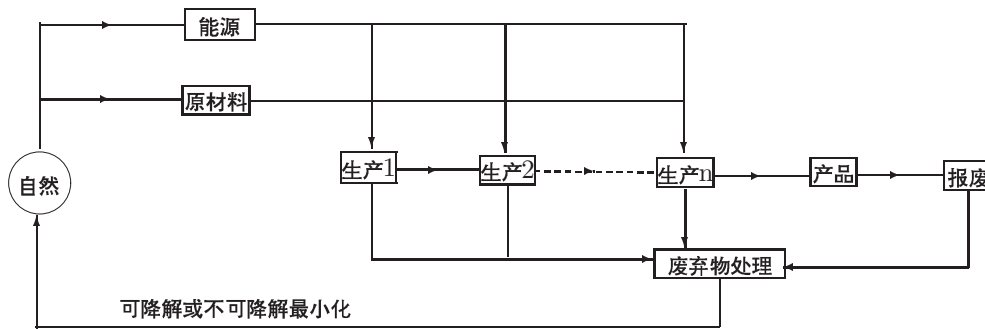 能源
原材料
自然
生产1
生产2
生产n
产品
报废
废弃物处理
可降解或不可降解最小化